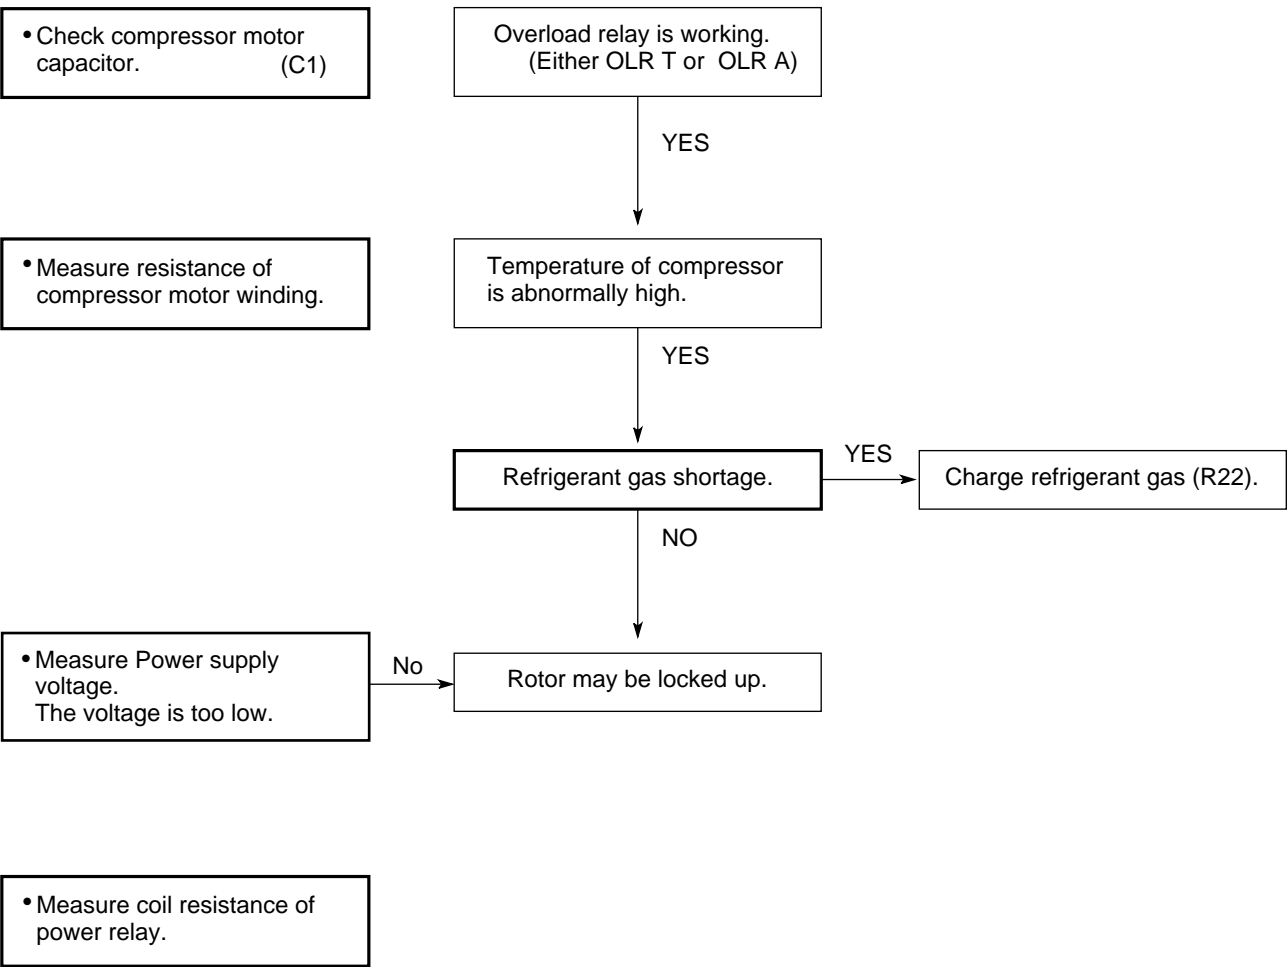 • Check compressor motor
capacitor. (C1)
Overload relay is working.
(Either OLR T or OLR A)
YES
• Measure resistance of
compressor motor winding.
Temperature of compressor
is abnormally high.
YES
Refrigerant gas shortage.
YES
Charge refrigerant gas (R22).
NO
• Measure Power supply
voltage.
The voltage is too low.
No
Rotor may be locked up.
• Measure coil resistance of
power relay.